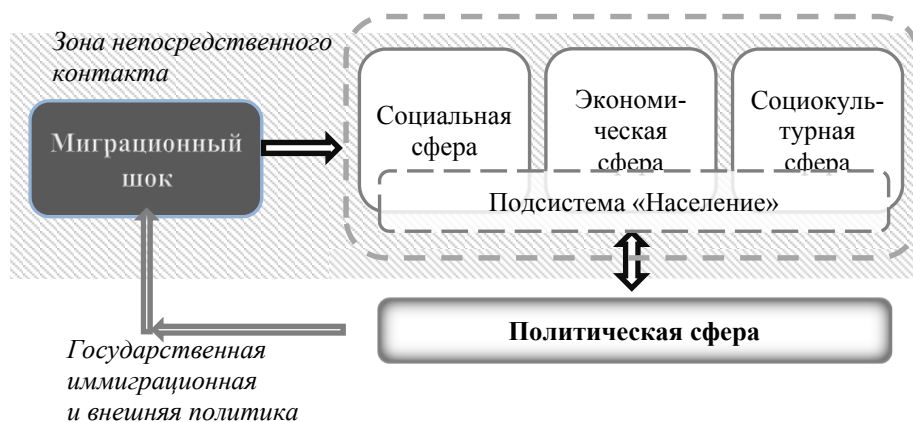 Зона непосредственного
контакта
Миграционный
шок
Социальная
сфера
Экономи-
ческая
сфера
Социокуль-
турная
сфера
Подсистема «Население»
Политическая сфера
Государственная
иммиграционная
и внешняя политика